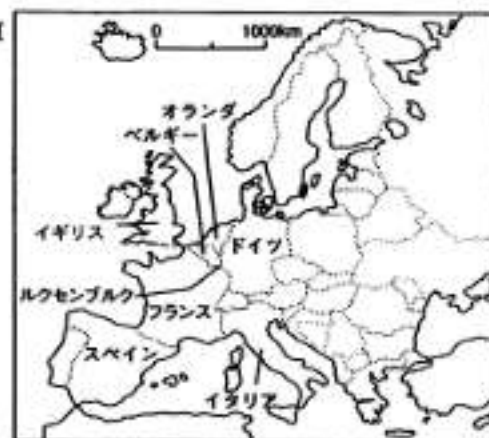 0 1000km
オランダ
ベルギー
イギリス
ドイツ
ルクセンブルク
フランス
スペイン
イタリア